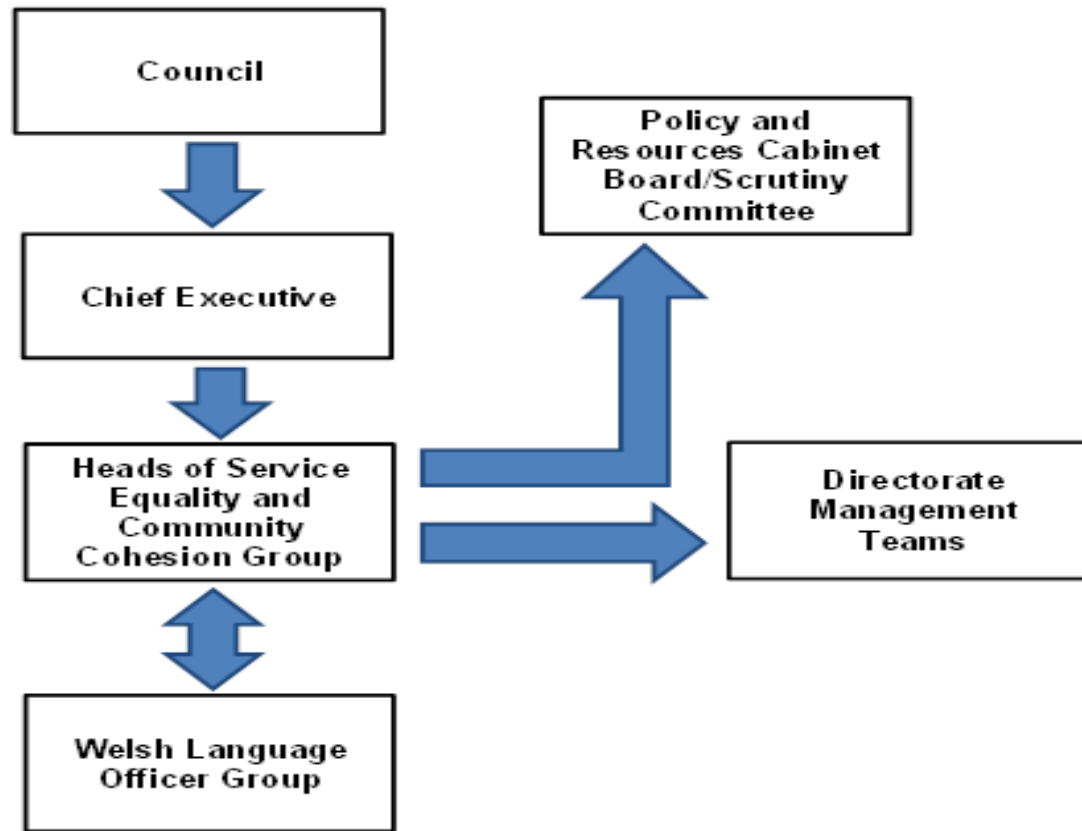 Council
Policy and
Resources Cabinet
Board/Scrutiny
Committee
Chief Executive
Heads of Service
Equality and
Community
Cohesion Group
Directorate
Management
Teams
Welsh Language
Officer Group